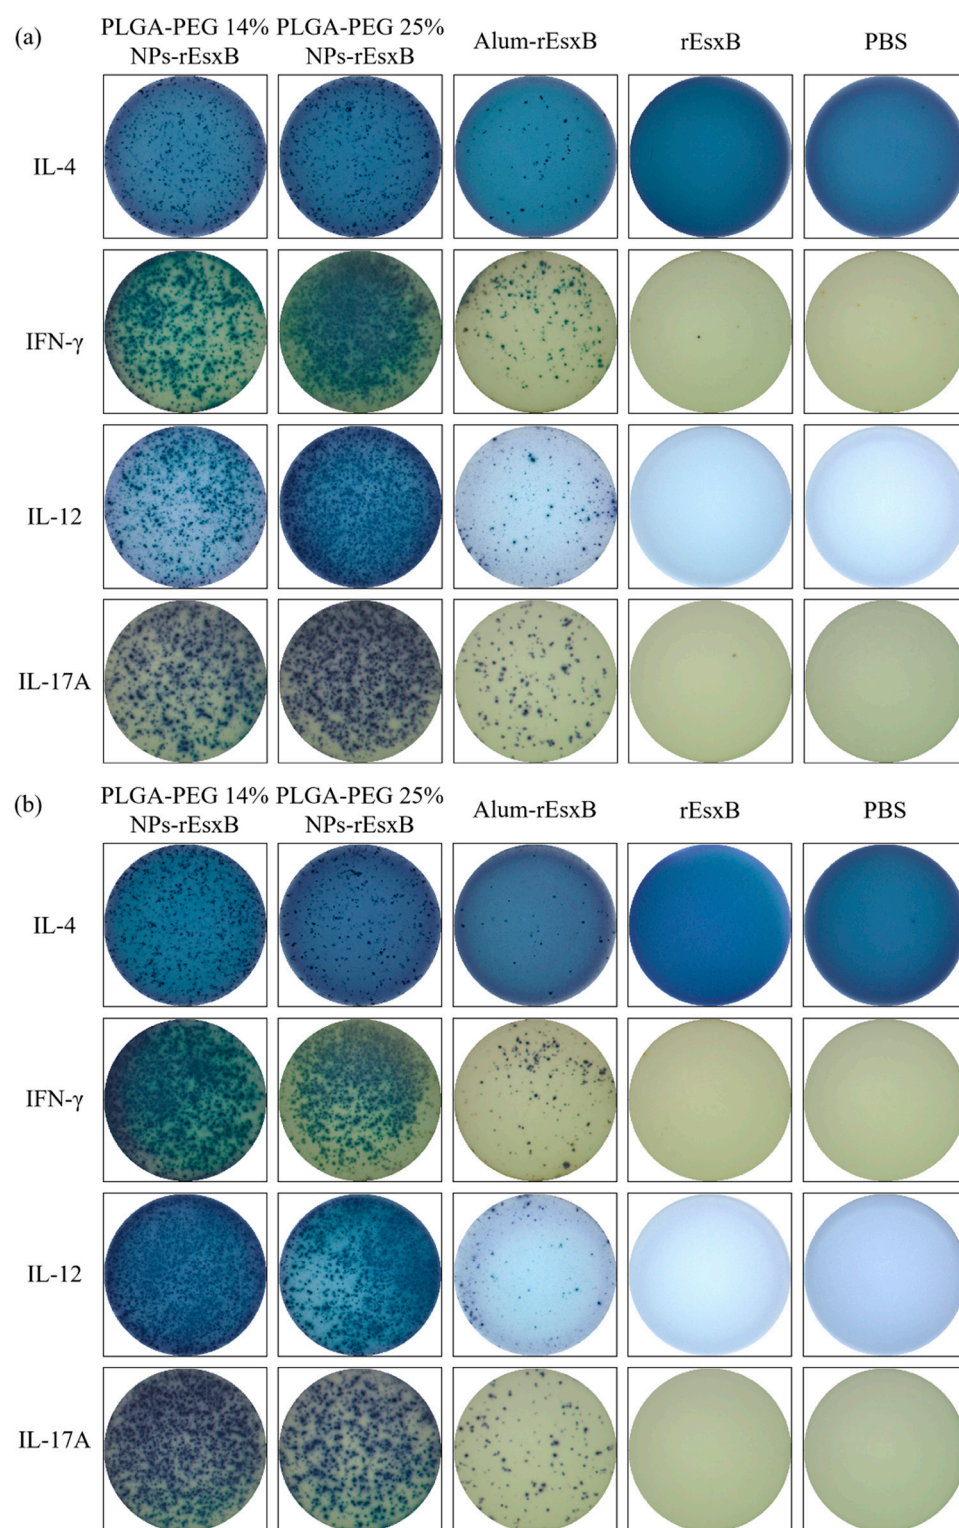 (a)
PLGA-PEG 14% PLGA-PEG 25%
NPs-rEsxB NPs-rEsxB Alum-rEsxB rEsxB PBS
IL-4
IFN-γ
IL-12
IL-17A
(b)
PLGA-PEG 14% PLGA-PEG 25%
NPs-rEsxB NPs-rEsxB Alum-rEsxB rEsxB PBS
IL-4
IFN-γ
IL-12
IL-17A